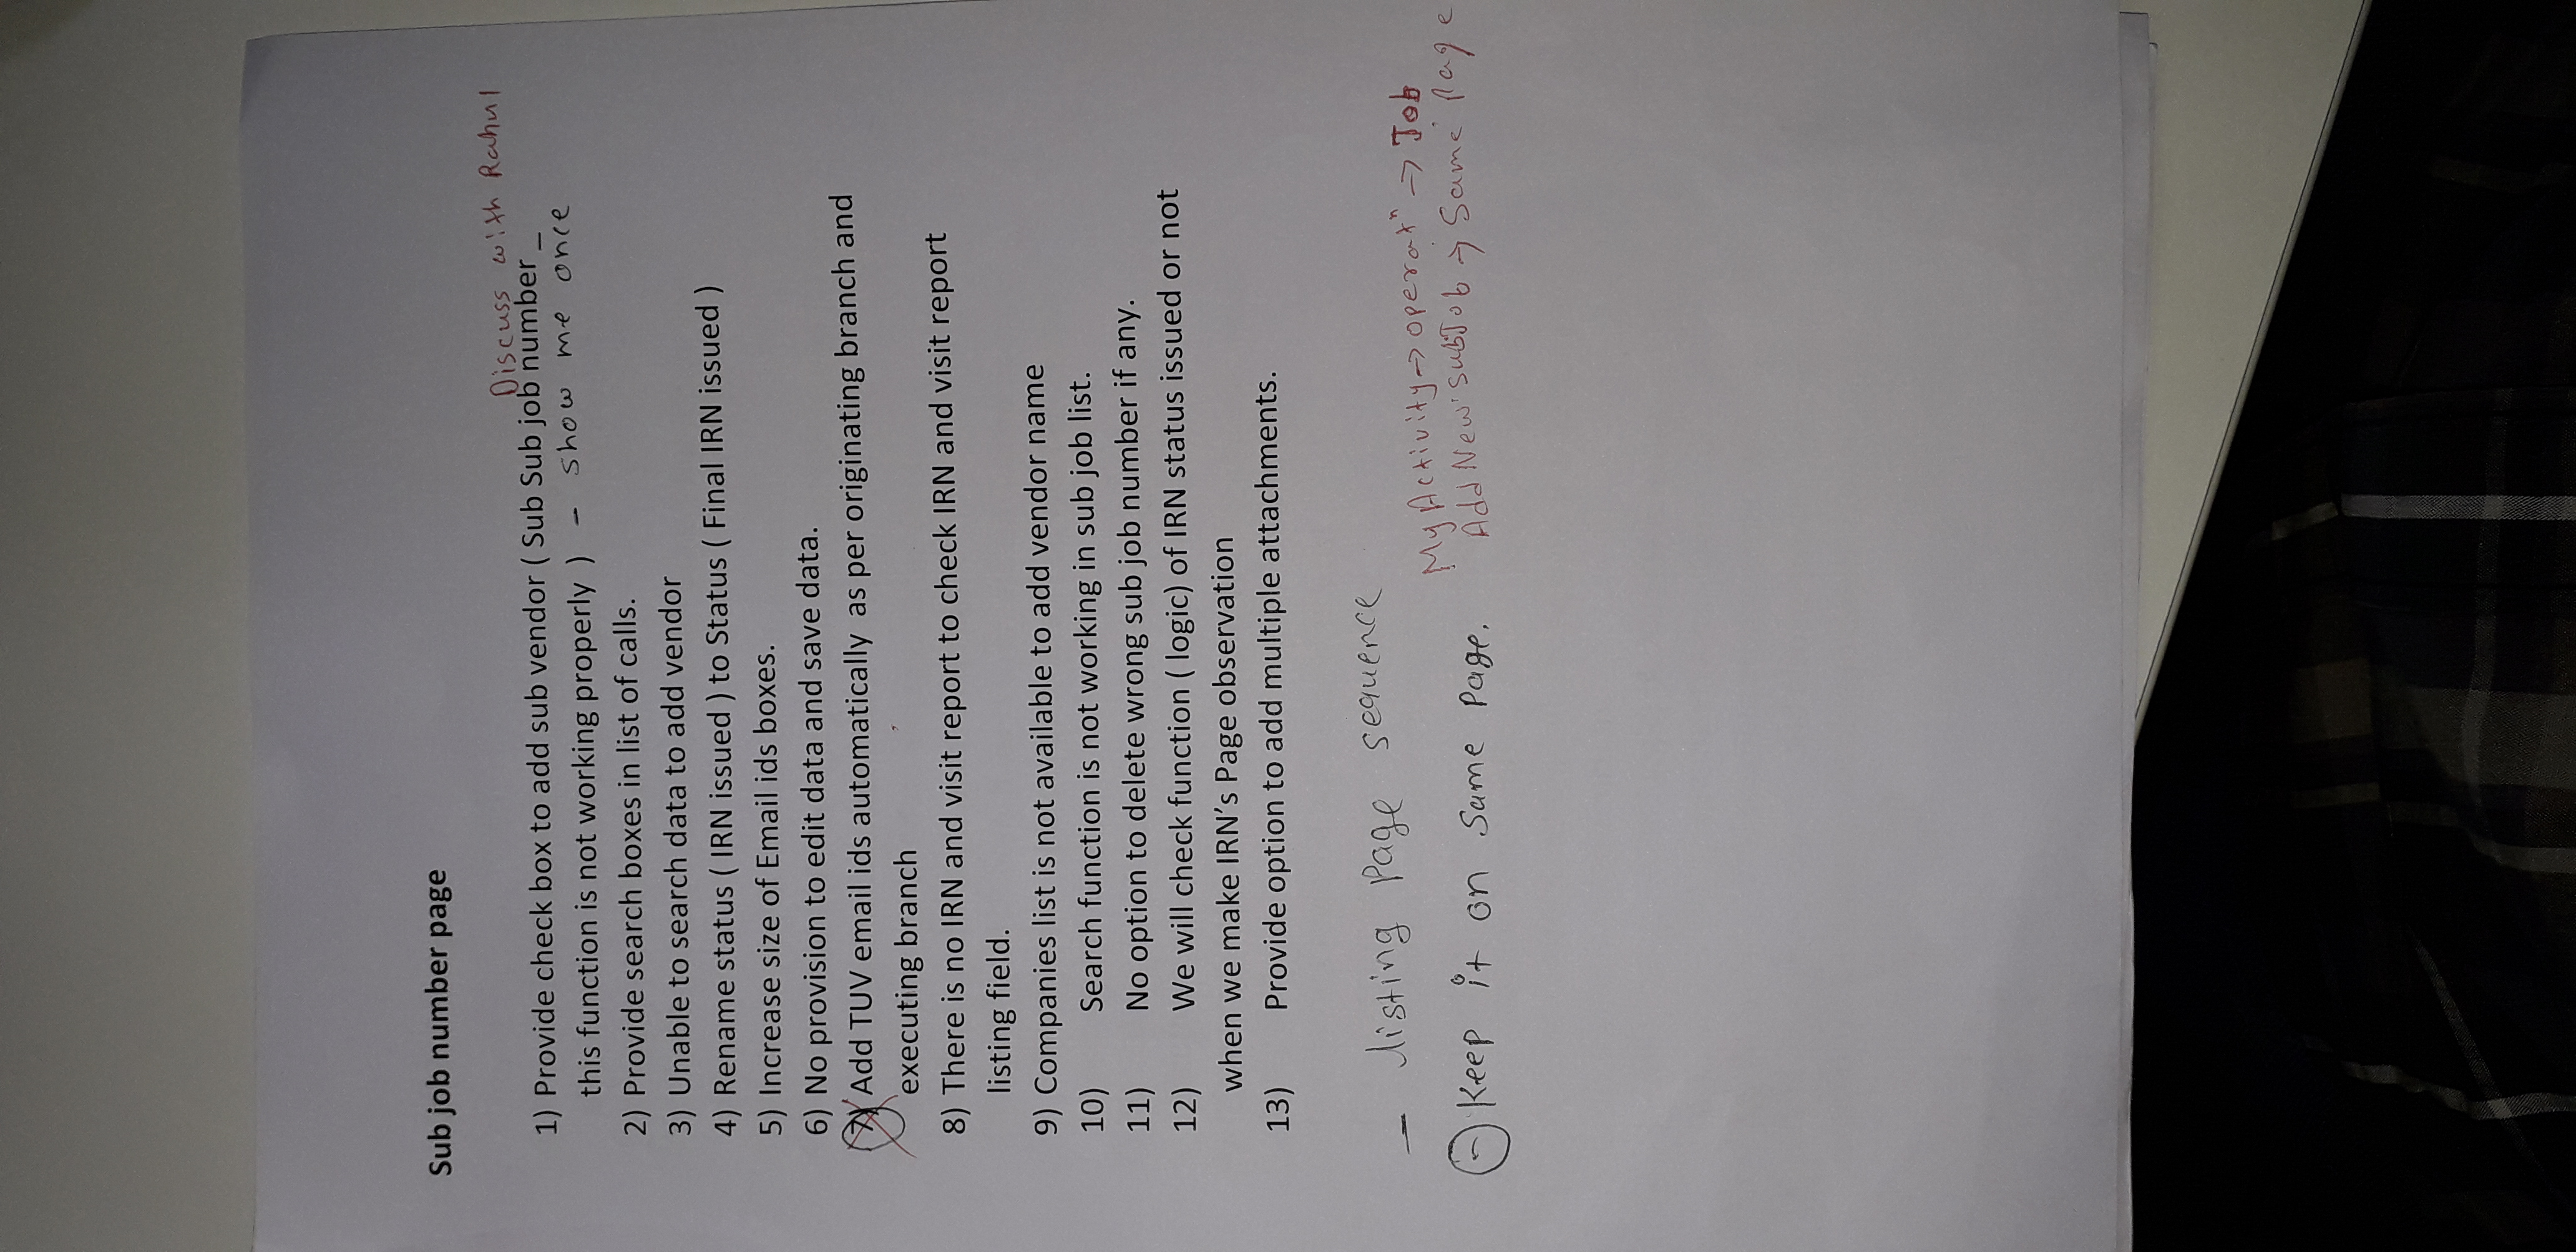 Sub job number page
Discuss with Rahul
1) Provide check box to add sub vendor ( Sub Sub job number _
this function is not working properly ) - show me once
2) Provide search boxes in list of calls.
3) Unable to search data to add vendor
4) Rename status ( IRN issued ) to Status ( Final IRN issued )
5) Increase size of Email ids boxes.
6) No provision to edit data and save data.
7) Add TUV email ids automatically as per originating branch and
executing branch
8) There is no IRN and visit report to check IRN and visit report
listing field.
9) Companies list is not available to add vendor name
10) Search function is not working in sub job list.
11) No option to delete wrong sub job number if any.
12) We will check function ( logic) of IRN status issued or not
when we make IRN's Page observation
13) Provide option to add multiple attachments.
- listing Page sequence
My Activity → operatⁿ → Job
- Keep it on Same Page.
Add New SubJob → Same Page